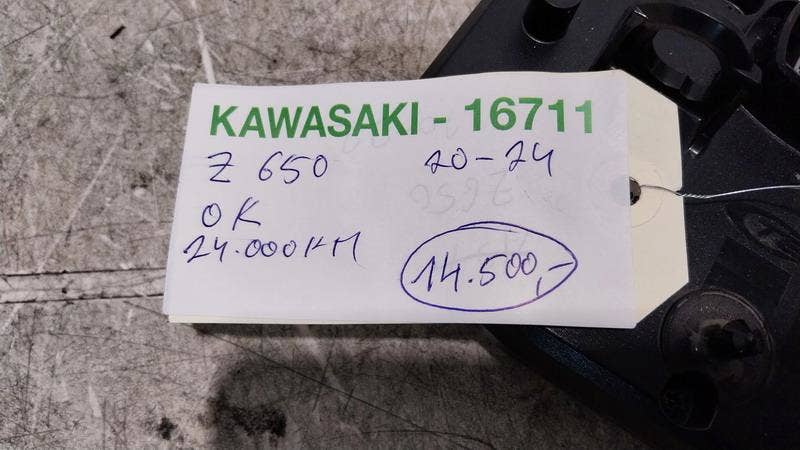 KAWASAKI - 16711
Z 650 20-24
OK
24.000KM
14.500,-